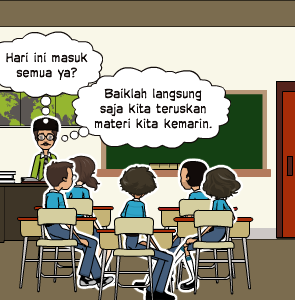 Hari ini masuk
semua ya?
Baiklah langsung
saja kita teruskan
materi kita kemarin.